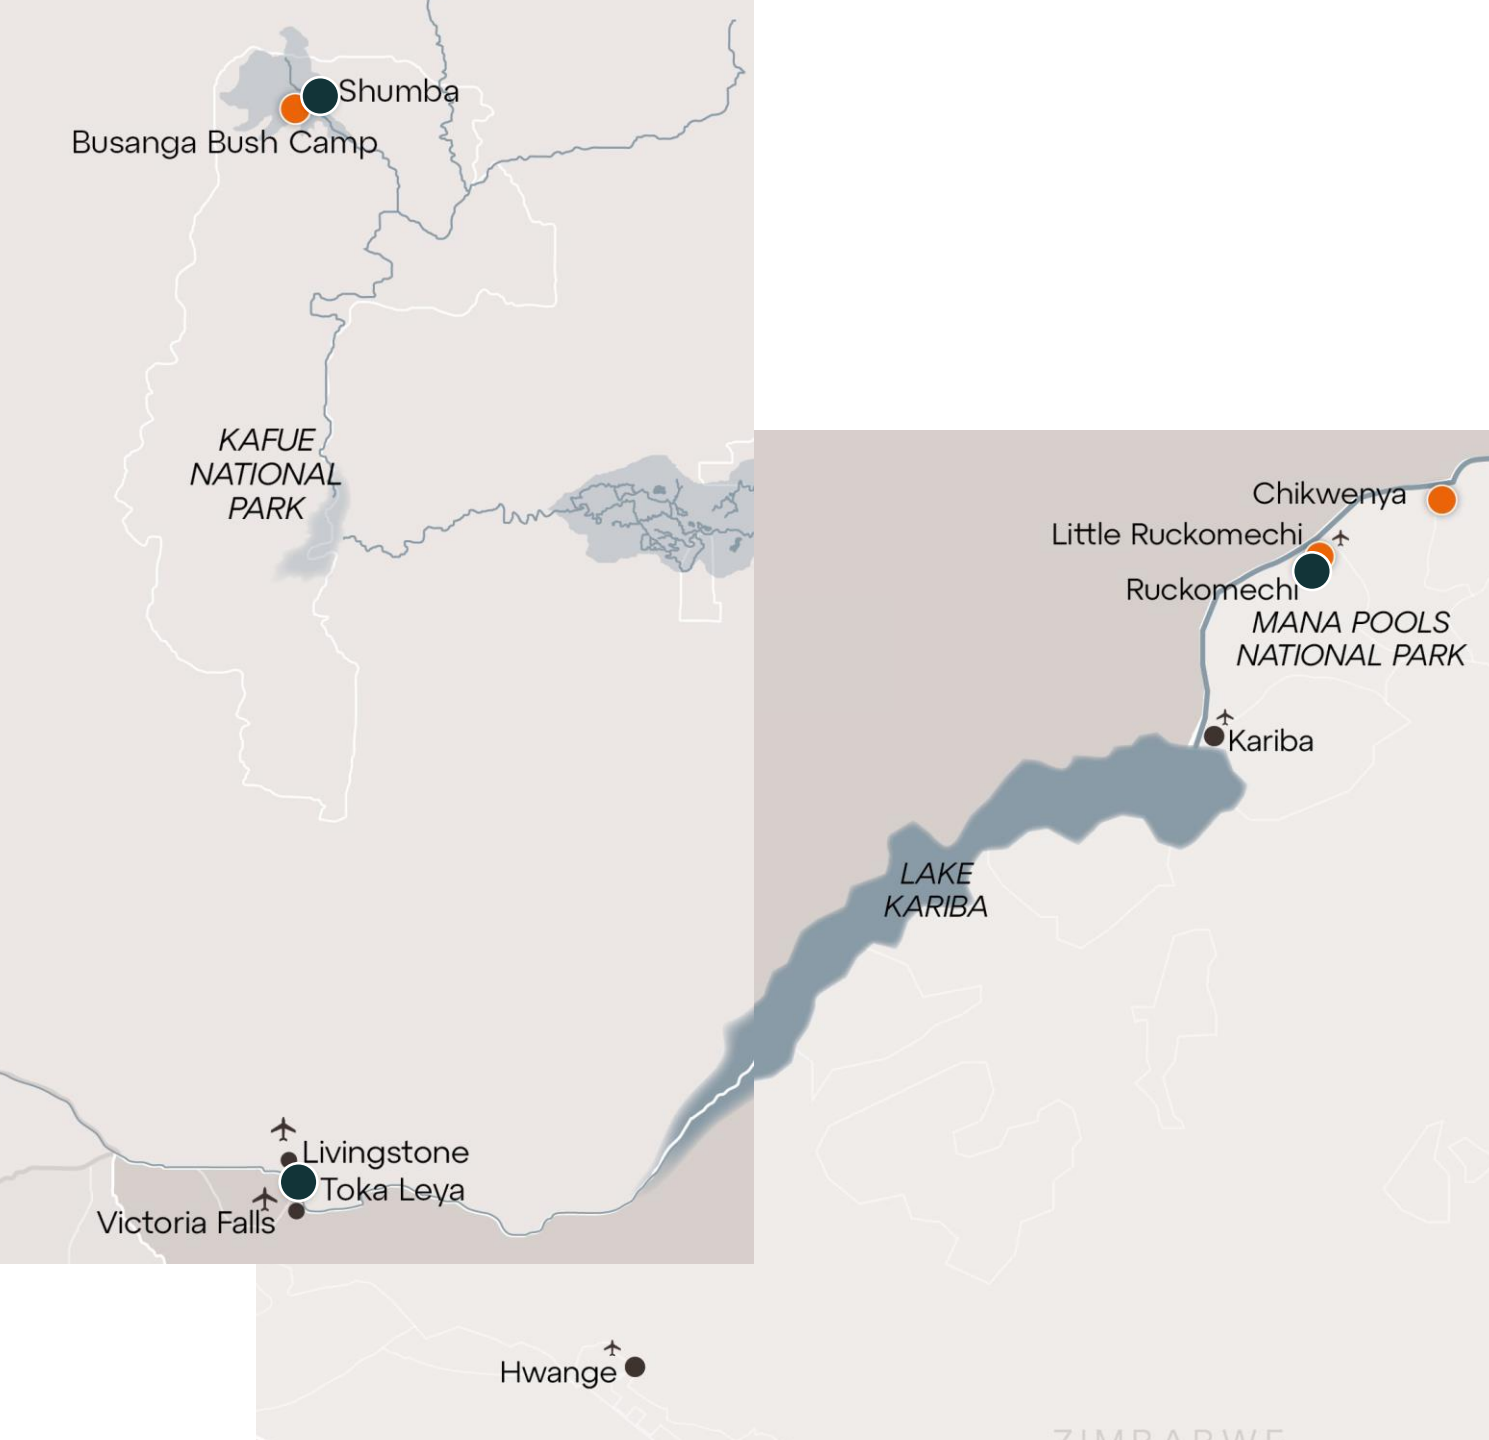 Shumba
Busanga Bush Camp
KAFUE
NATIONAL
PARK
Chikwenya
Little Ruckomechi
Ruckomechi
MANA POOLS
NATIONAL PARK
Kariba
LAKE
KARIBA
Livingstone
Toka Leya
Victoria Falls
Hwange
ZIMBABWE